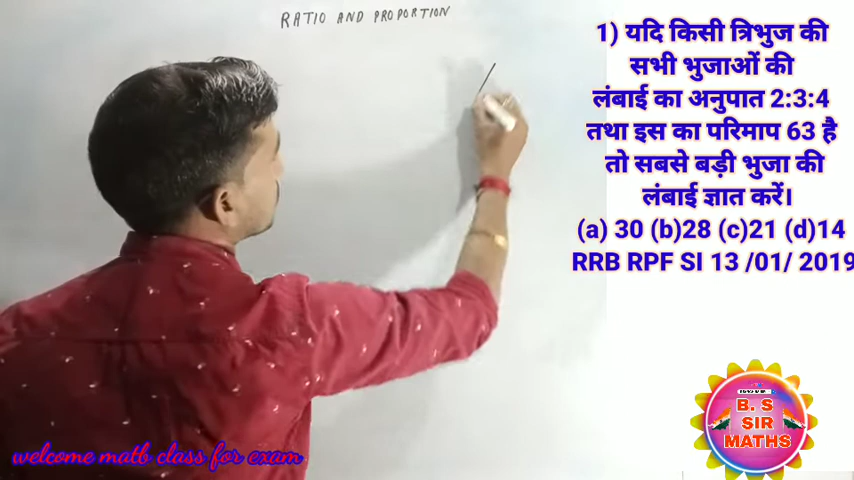 RATIO AND PROPORTION
1) यदि किसी त्रिभुज की
सभी भुजाओं की
लंबाई का अनुपात 2:3:4
तथा इस का परिमाप 63 है
तो सबसे बड़ी भुजा की
लंबाई ज्ञात करें।
(a) 30 (b)28 (c)21 (d)14
RRB RPF SI 13 /01/ 2019
B. S
SIR
MATHS
welcome matb class for exam